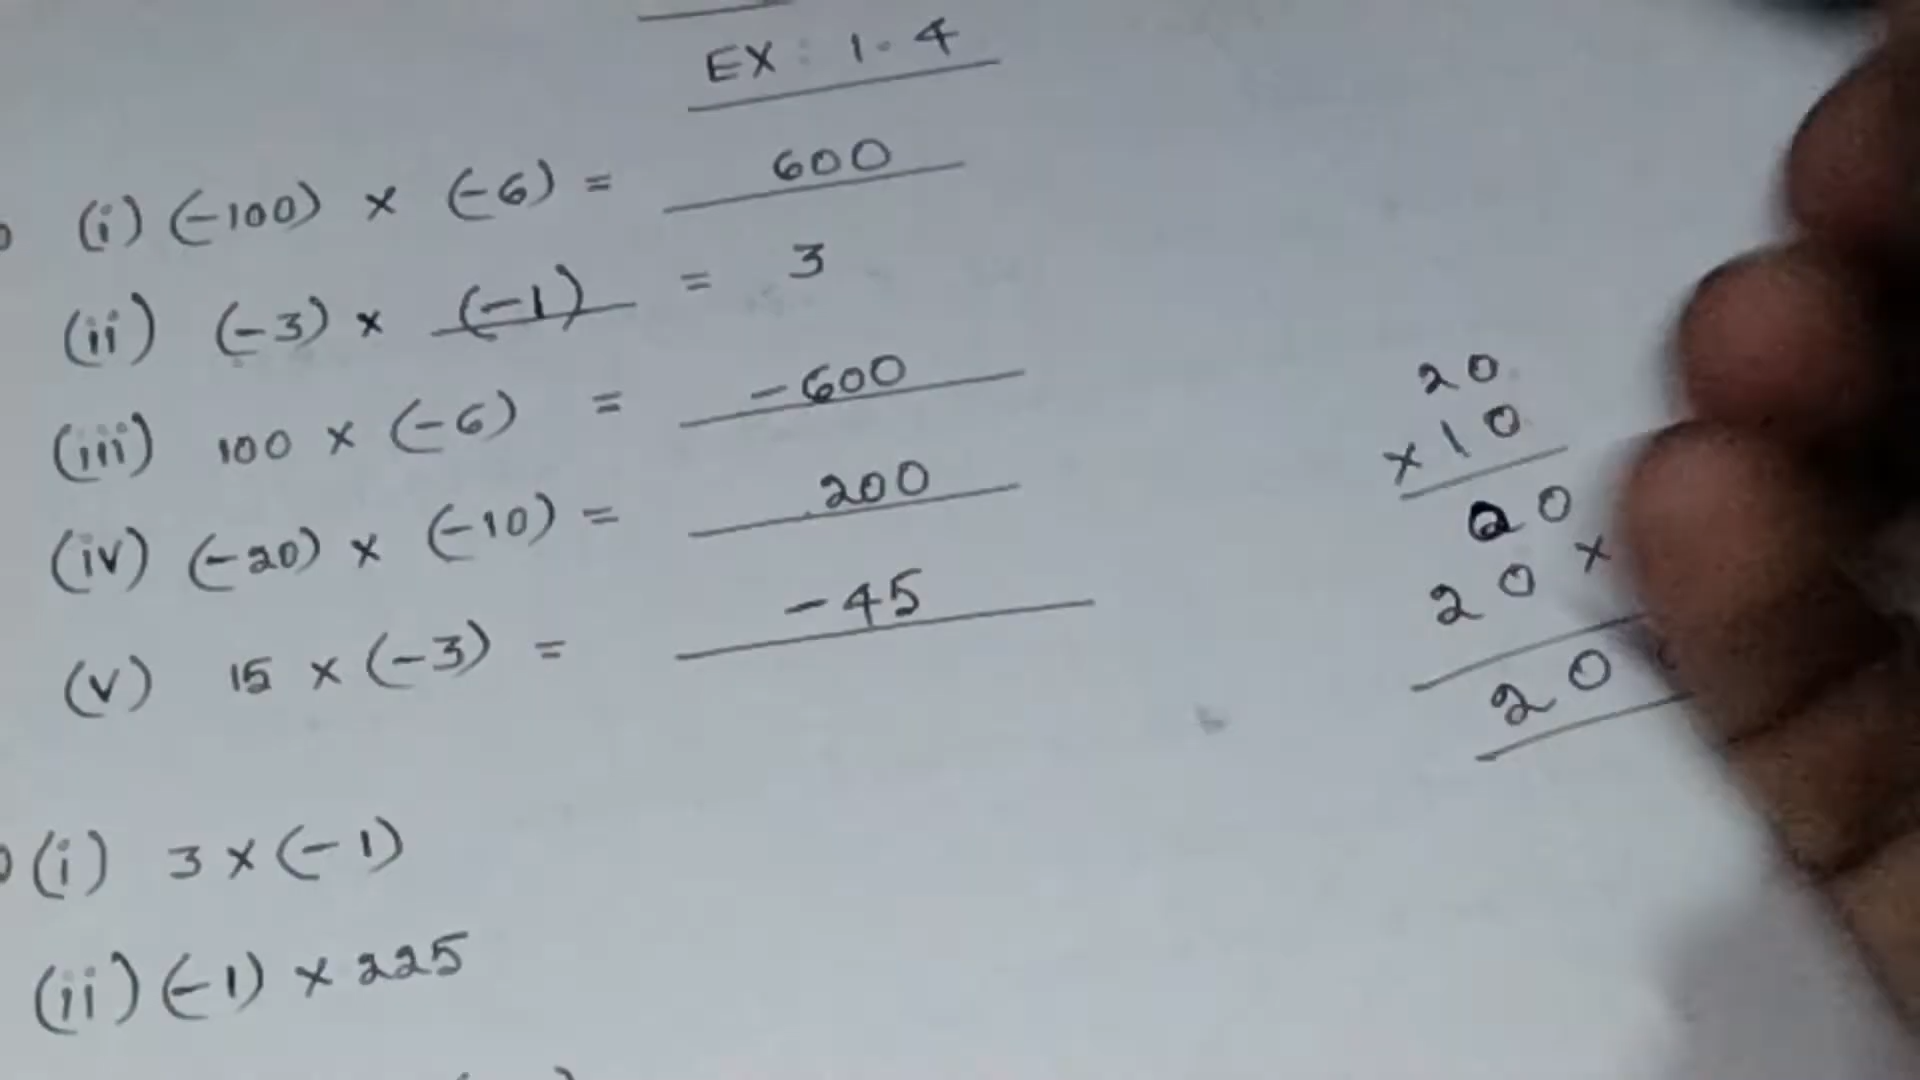 EX: 1.4
(i) (-100) × (-6) = 600
(ii) (-3) × (-1) = 3
(iii) 100 × (-6) = -600
(iv) (-20) × (-10) = 200
(v) 15 × (-3) = -45
(i) 3 × (-1)
(ii) (-1) × 225
20
× 10
20
20 ×
20